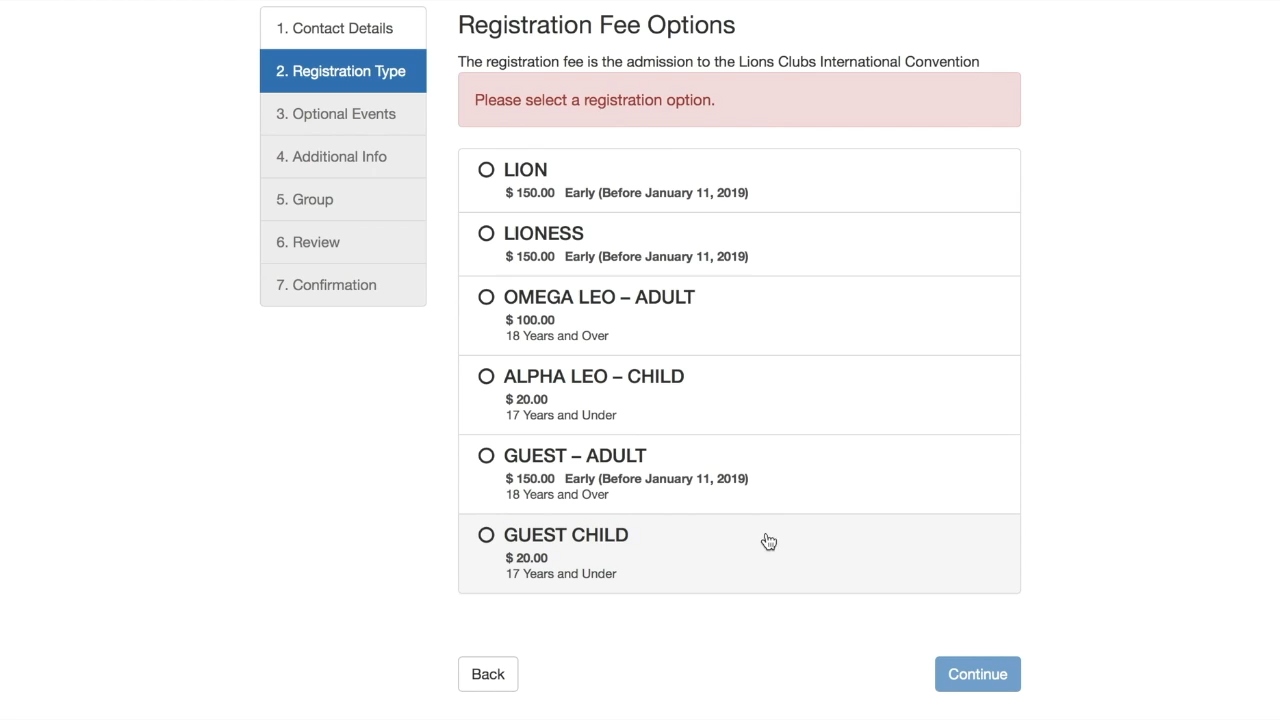 1. Contact Details
2. Registration Type
3. Optional Events
4. Additional Info
5. Group
6. Review
7. Confirmation
Registration Fee Options
The registration fee is the admission to the Lions Clubs International Convention
Please select a registration option.
LION
$ 150.00 Early (Before January 11, 2019)
LIONESS
$ 150.00 Early (Before January 11, 2019)
OMEGA LEO – ADULT
$ 100.00
18 Years and Over
ALPHA LEO – CHILD
$ 20.00
17 Years and Under
GUEST – ADULT
$ 150.00 Early (Before January 11, 2019)
18 Years and Over
GUEST CHILD
$ 20.00
17 Years and Under
Back
Continue